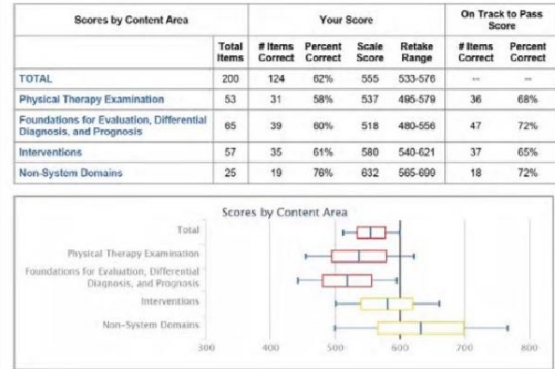 Scores by Content Area Your Score On Track to Pass Score
Total Items # Items Correct Percent Correct Scale Score Retake Range # Items Correct Percent Correct
TOTAL 200 124 62% 555 533-576 -- --
Physical Therapy Examination 53 31 58% 537 495-579 36 68%
Foundations for Evaluation, Differential Diagnosis, and Prognosis 65 39 60% 518 480-556 47 72%
Interventions 57 35 61% 580 540-621 37 65%
Non-System Domains 25 19 76% 632 565-699 18 72%
Scores by Content Area
Total
Physical Therapy Examination
Foundations for Evaluation, Differential
Diagnosis, and Prognosis
Interventions
Non-System Domains
300 400 500 600 700 800